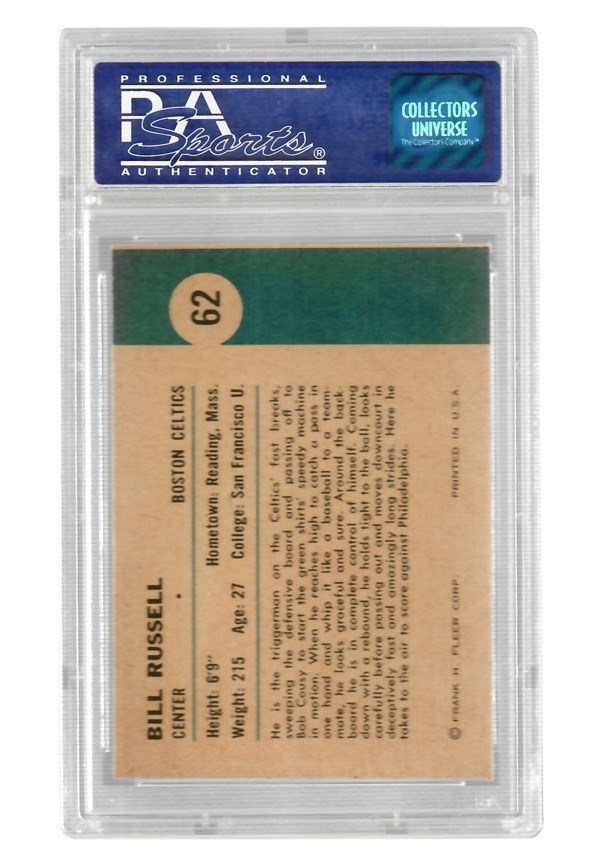 PROFESSIONAL
PSA
Sports®
AUTHENTICATOR
COLLECTORS
UNIVERSE
The Collectors Company™
62
BILL RUSSELL
CENTER BOSTON CELTICS
Height: 6'9" Hometown: Reading, Mass.
Weight: 215 Age: 27 College: San Francisco U.
He is the triggerman on the Celtics' fast breaks,
sweeping the defensive board and passing off to
Bob Cousy to start the green shirts' speedy machine
in motion. When he reaches high to catch a pass in
one hand and whip it like a baseball to a team-
mate, he looks graceful and sure. Around the back-
board he is in complete control of himself. Coming
down with a rebound, he holds tight to the ball, looks
carefully before passing out and moves downcourt in
deceptively fast and amazingly long strides. Here he
takes to the air to score against Philadelphia.
© FRANK H. FLEER CORP. PRINTED IN U.S.A.